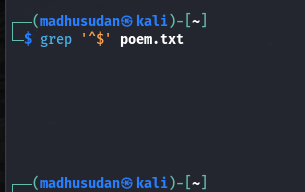 ┌──(madhusudan㉿kali)-[~]
└─$ grep '^$' poem.txt
┌──(madhusudan㉿kali)-[~]